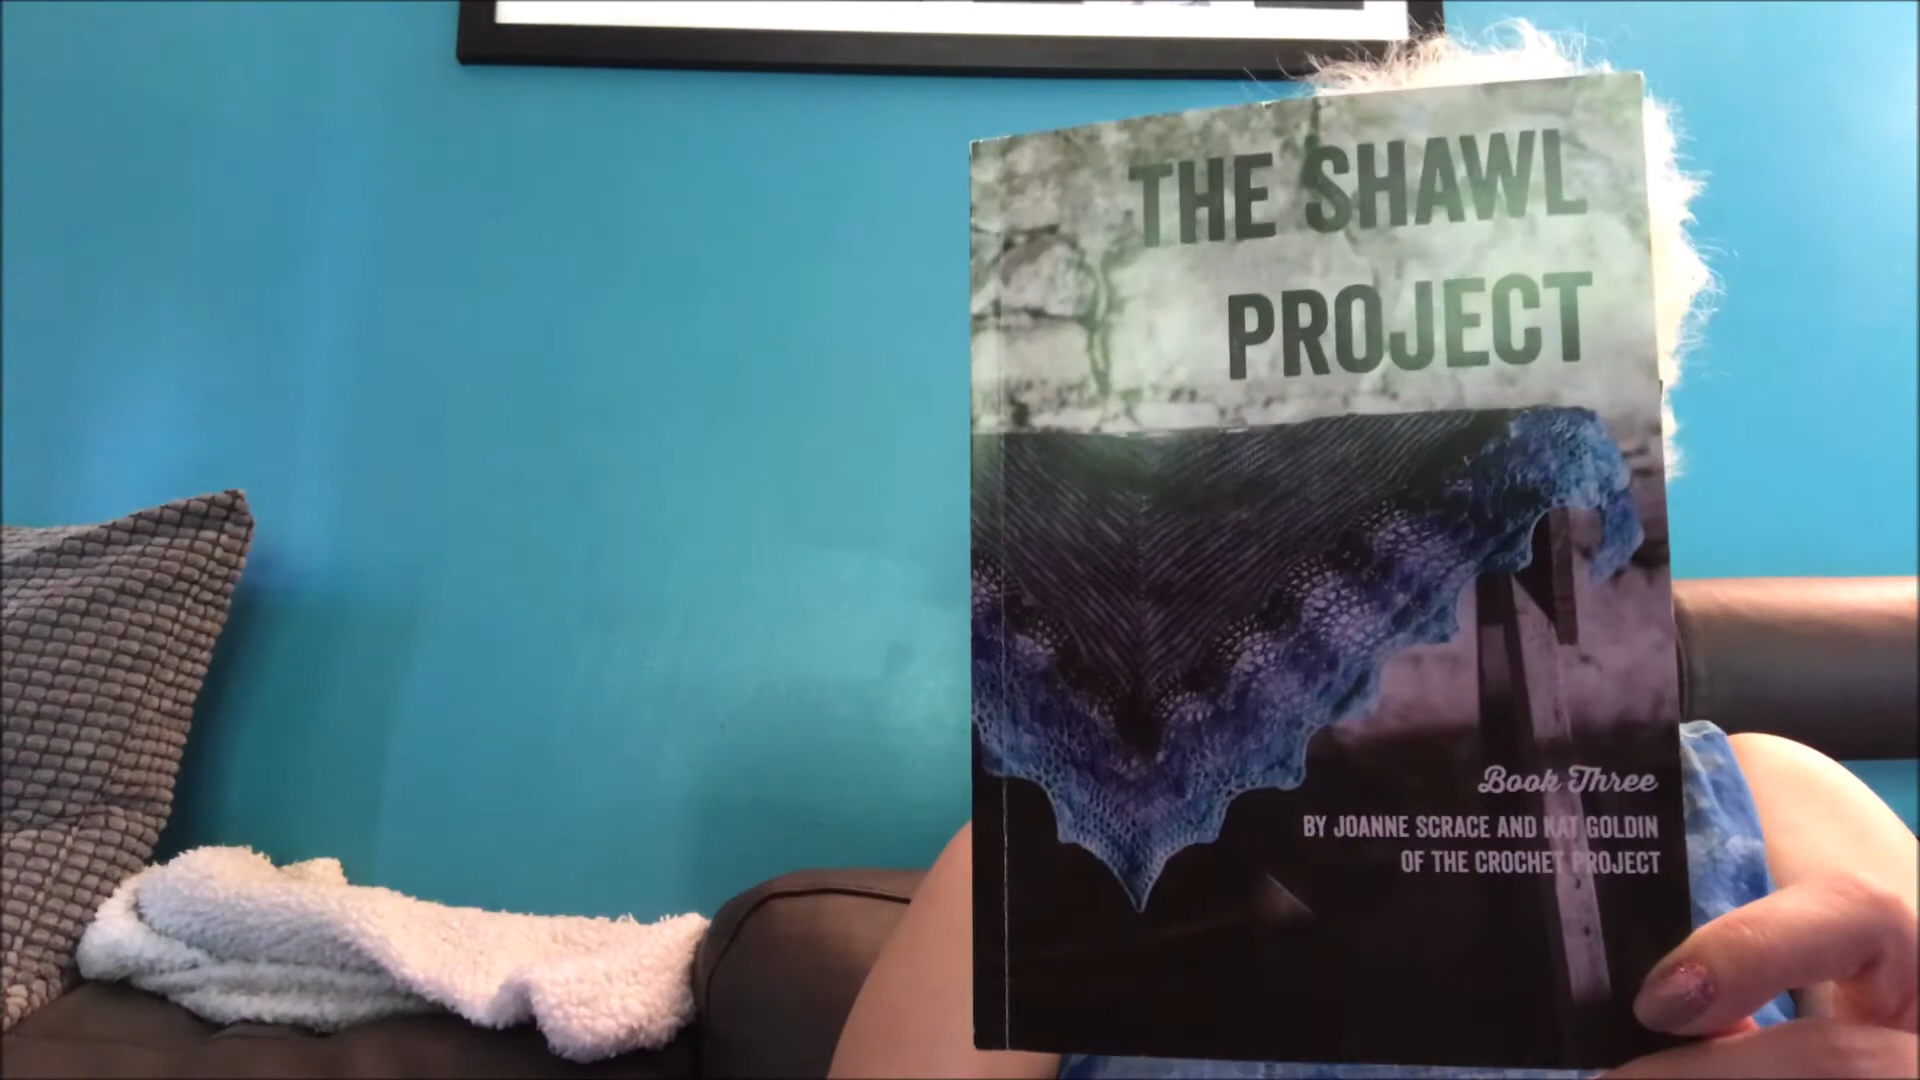 THE SHAWL
PROJECT
Book Three
BY JOANNE SCRACE AND KAT GOLDIN
OF THE CROCHET PROJECT